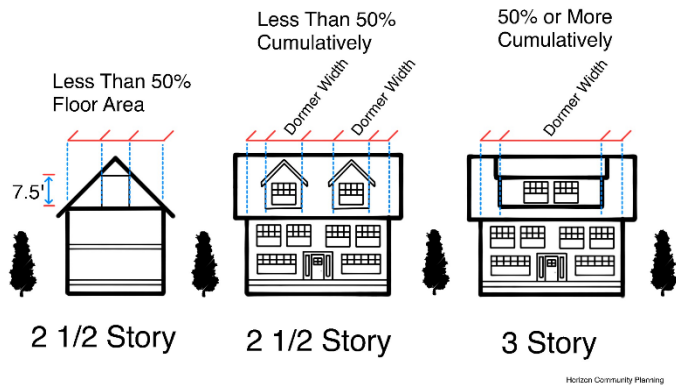 Less Than 50%
Floor Area
7.5'
2 1/2 Story
Less Than 50%
Cumulatively
Dormer Width
Dormer Width
2 1/2 Story
50% or More
Cumulatively
Dormer Width
3 Story
Horizon Community Planning